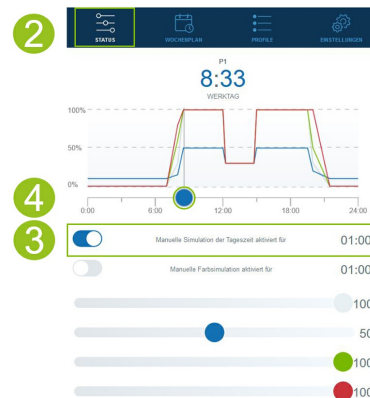 2
STATUS WOCHENPLAN PROFILE EINSTELLUNGEN
P1
8:33
WERKTAG
100%
50%
0%
4
0:00 6:00 12:00 18:00 24:00
3
Manuelle Simulation der Tageszeit aktiviert für 01:00
Manuelle Farbsimulation aktiviert für 01:00
100
50
100
100